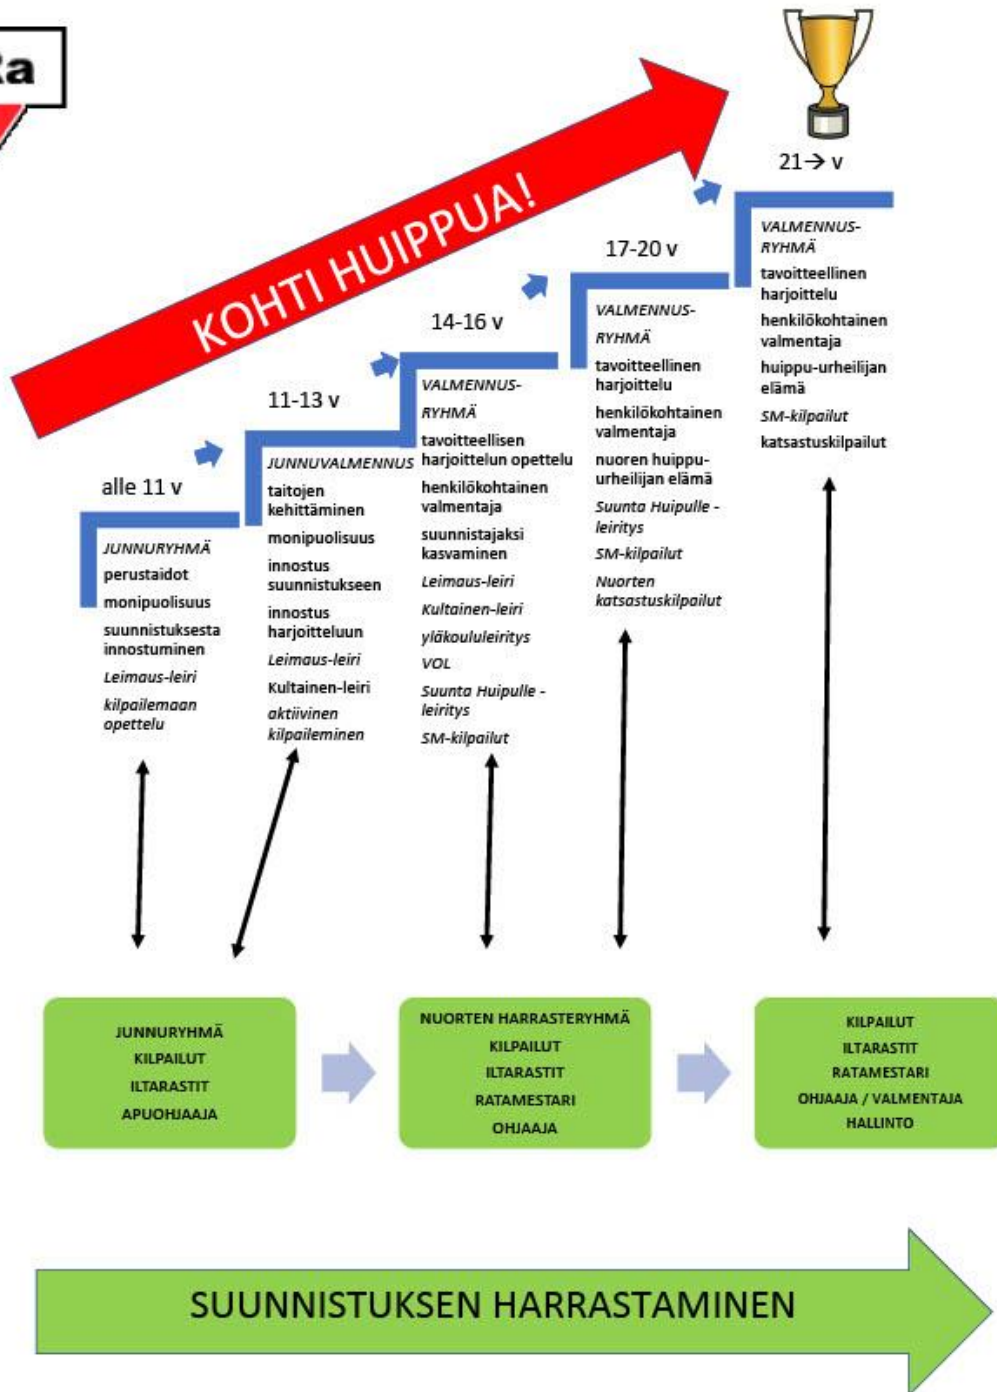 KOHTI HUIPPUA!
alle 11 v
JUNNURYHMÄ
perustaidot
monipuolisuus
suunnistuksesta
innostuminen
Leimaus-leiri
kilpailemaan
opettelu
11-13 v
JUNNUVALMENNUS
taitojen
kehittäminen
monipuolisuus
innostus
suunnistukseen
innostus
harjoitteluun
Leimaus-leiri
Kultainen-leiri
aktiivinen
kilpaileminen
14-16 v
VALMENNUS-
RYHMÄ
tavoitteellisen
harjoittelun opettelu
henkilökohtainen
valmentaja
suunnistajaksi
kasvaminen
Leimaus-leiri
Kultainen-leiri
yläkoululeiritys
VOL
Suunta Huipulle -
leiritys
SM-kilpailut
17-20 v
VALMENNUS-
RYHMÄ
tavoitteellinen
harjoittelu
henkilökohtainen
valmentaja
nuoren huippu-
urheilijan elämä
Suunta Huipulle -
leiritys
SM-kilpailut
Nuorten
katsastuskilpailut
21→ v
VALMENNUS-
RYHMÄ
tavoitteellinen
harjoittelu
henkilökohtainen
valmentaja
huippu-urheilijan
elämä
SM-kilpailut
katsastuskilpailut
JUNNURYHMÄ
KILPAILUT
ILTARASTIT
APUOHJAAJA
NUORTEN HARRASTERYHMÄ
KILPAILUT
ILTARASTIT
RATAMESTARI
OHJAAJA
KILPAILUT
ILTARASTIT
RATAMESTARI
OHJAAJA / VALMENTAJA
HALLINTO
SUUNNISTUKSEN HARRASTAMINEN